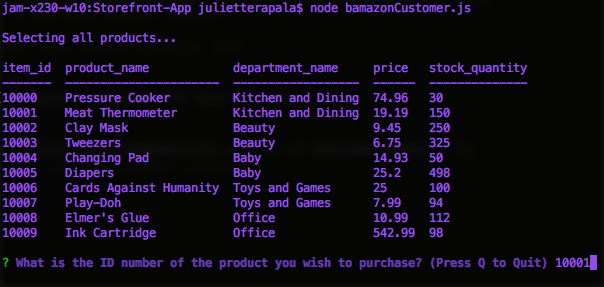 jam-x230-w10:Storefront-App julietterapala$ node bamazonCustomer.js
Selecting all products...
item_id  product_name            department_name     price   stock_quantity
-------  ----------------------  ------------------  ------  --------------
10000    Pressure Cooker         Kitchen and Dining  74.96   30
10001    Meat Thermometer        Kitchen and Dining  19.19   150
10002    Clay Mask               Beauty              9.45    250
10003    Tweezers                Beauty              6.75    325
10004    Changing Pad            Baby                14.93   50
10005    Diapers                 Baby                25.2    498
10006    Cards Against Humanity  Toys and Games      25      100
10007    Play-Doh                Toys and Games      7.99    94
10008    Elmer's Glue            Office              10.99   112
10009    Ink Cartridge           Office              542.99  98
? What is the ID number of the product you wish to purchase? (Press Q to Quit) 10001